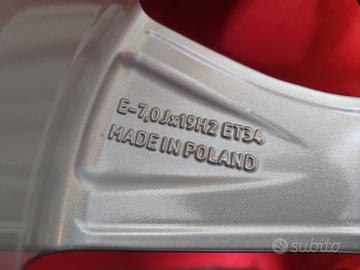 E-7,0Jx19H2 ET34
MADE IN POLAND
subito